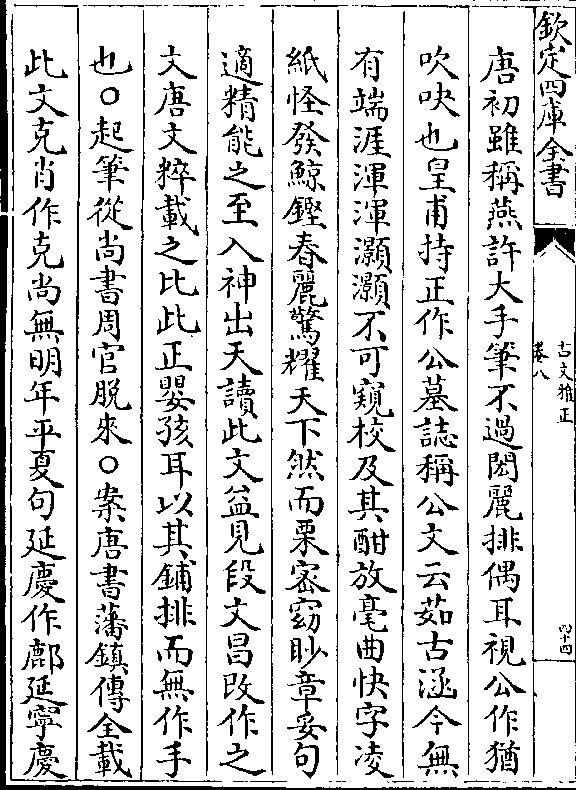 欽定四庫全書
古文雅正
卷八
四十四
唐初雖稱燕許大手筆不過閎麗排偶耳視公作猶
吹吷也皇甫持正作公墓誌稱公文云茹古涵今無
有端涯渾渾灝灝不可窺校及其酣放毫曲快字凌
紙怪發鯨鏗春麗驚耀天下然而栗密窈眇章妥句
適精能之至入神出天讀此文益見段文昌改作之
文唐文粹載之比此正嬰孩耳以其鋪排而無作手
也○起筆從尚書周官脱來○案唐書藩鎮傳全載
此文克肖作克尚無明年平夏句延慶作鄜延寧慶